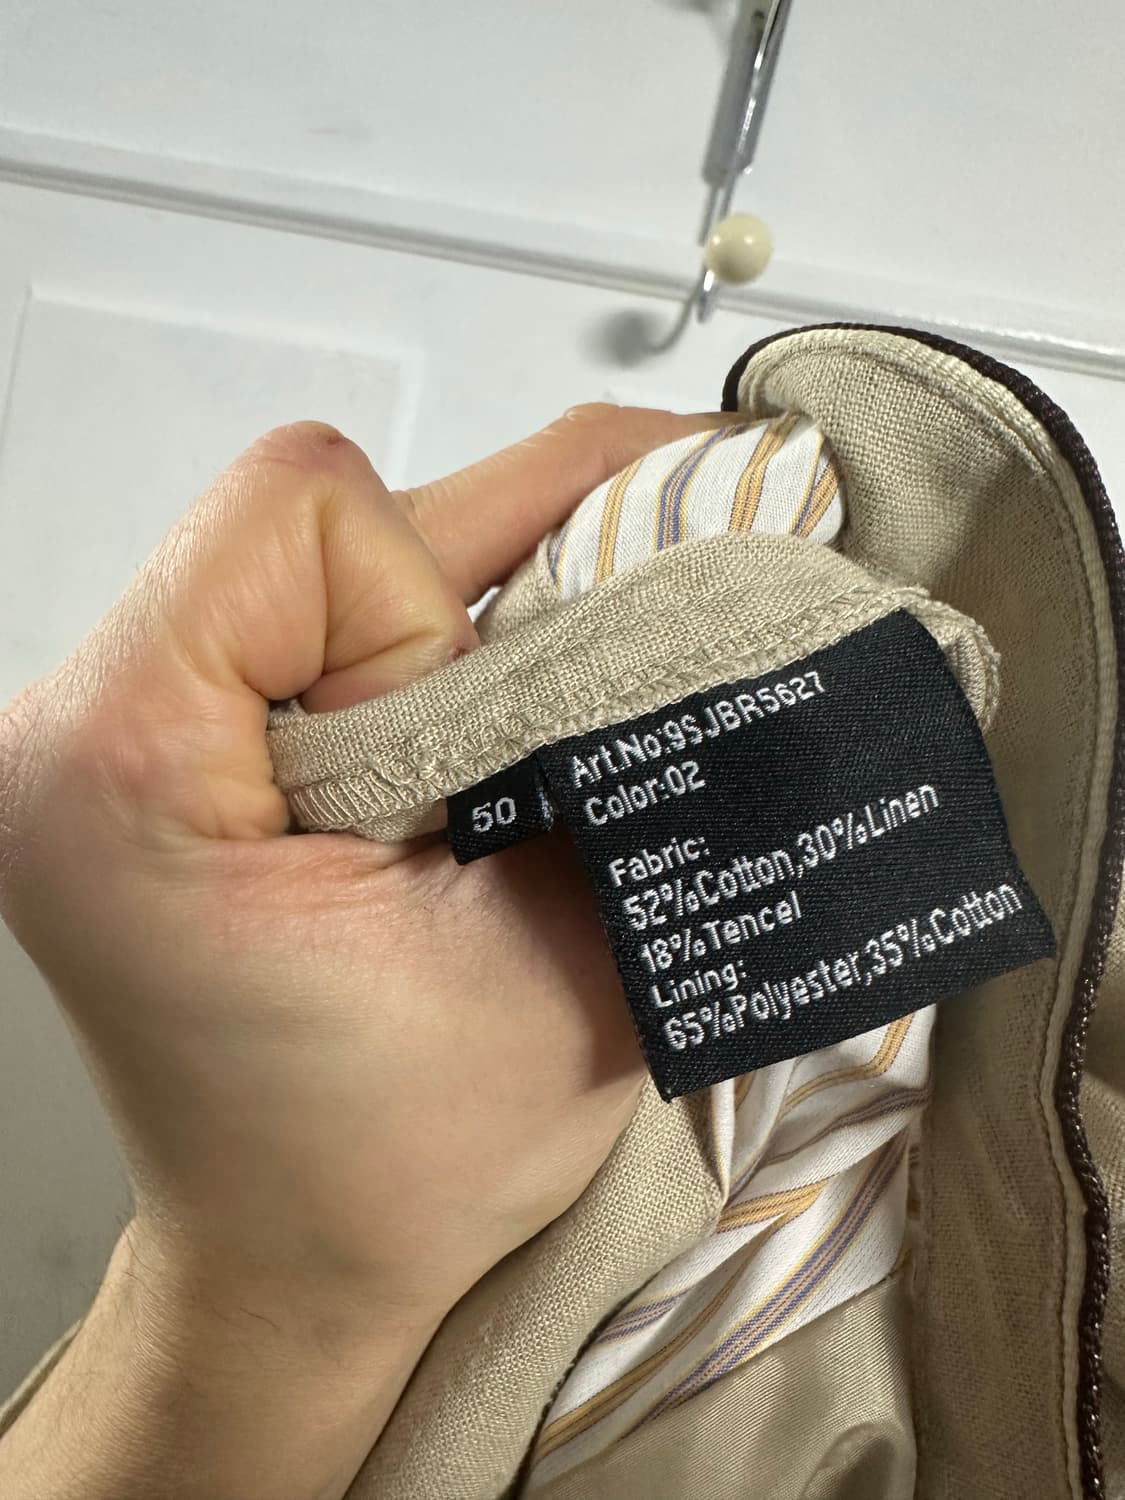 50
Art.No:9SJBR5627
Color:02
Fabric:
52%Cotton,30%Linen
18%Tencel
Lining:
65%Polyester,35%Cotton